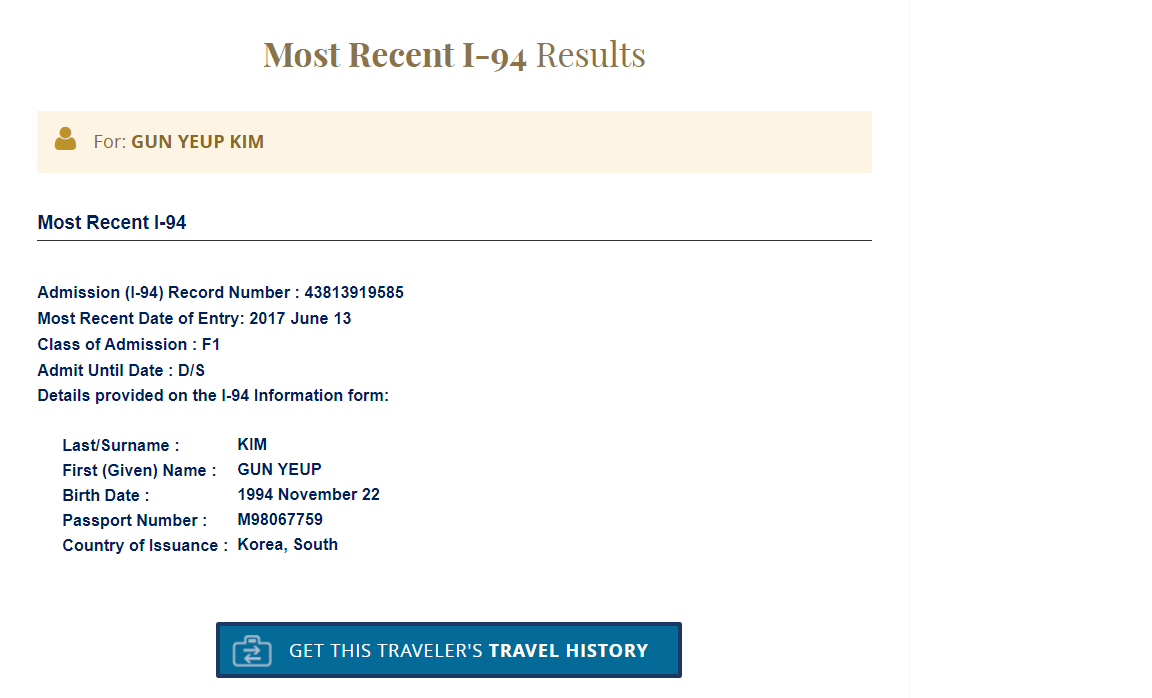 Most Recent I-94 Results
For: GUN YEUP KIM
Most Recent I-94
Admission (I-94) Record Number : 43813919585
Most Recent Date of Entry: 2017 June 13
Class of Admission : F1
Admit Until Date : D/S
Details provided on the I-94 Information form:
Last/Surname : KIM
First (Given) Name : GUN YEUP
Birth Date : 1994 November 22
Passport Number : M98067759
Country of Issuance : Korea, South
GET THIS TRAVELER'S TRAVEL HISTORY